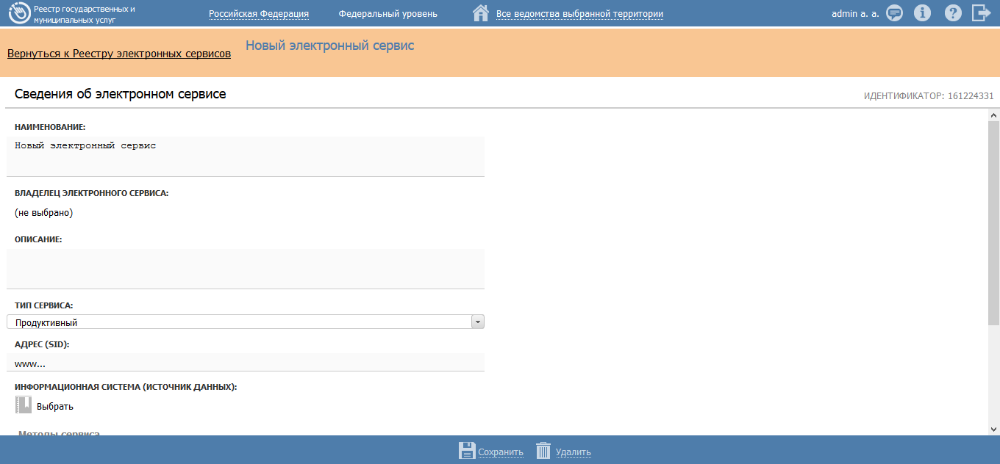 Реестр государственных и
муниципальных услуг
Российская Федерация
Федеральный уровень
Все ведомства выбранной территории
admin a. a.
Вернуться к Реестру электронных сервисов
Новый электронный сервис
Сведения об электронном сервисе
ИДЕНТИФИКАТОР: 161224331
НАИМЕНОВАНИЕ:
Новый электронный сервис
ВЛАДЕЛЕЦ ЭЛЕКТРОННОГО СЕРВИСА:
(не выбрано)
ОПИСАНИЕ:
ТИП СЕРВИСА:
Продуктивный
АДРЕС (SID):
www...
ИНФОРМАЦИОННАЯ СИСТЕМА (ИСТОЧНИК ДАННЫХ):
Выбрать
Методы сервиса
Сохранить
Удалить